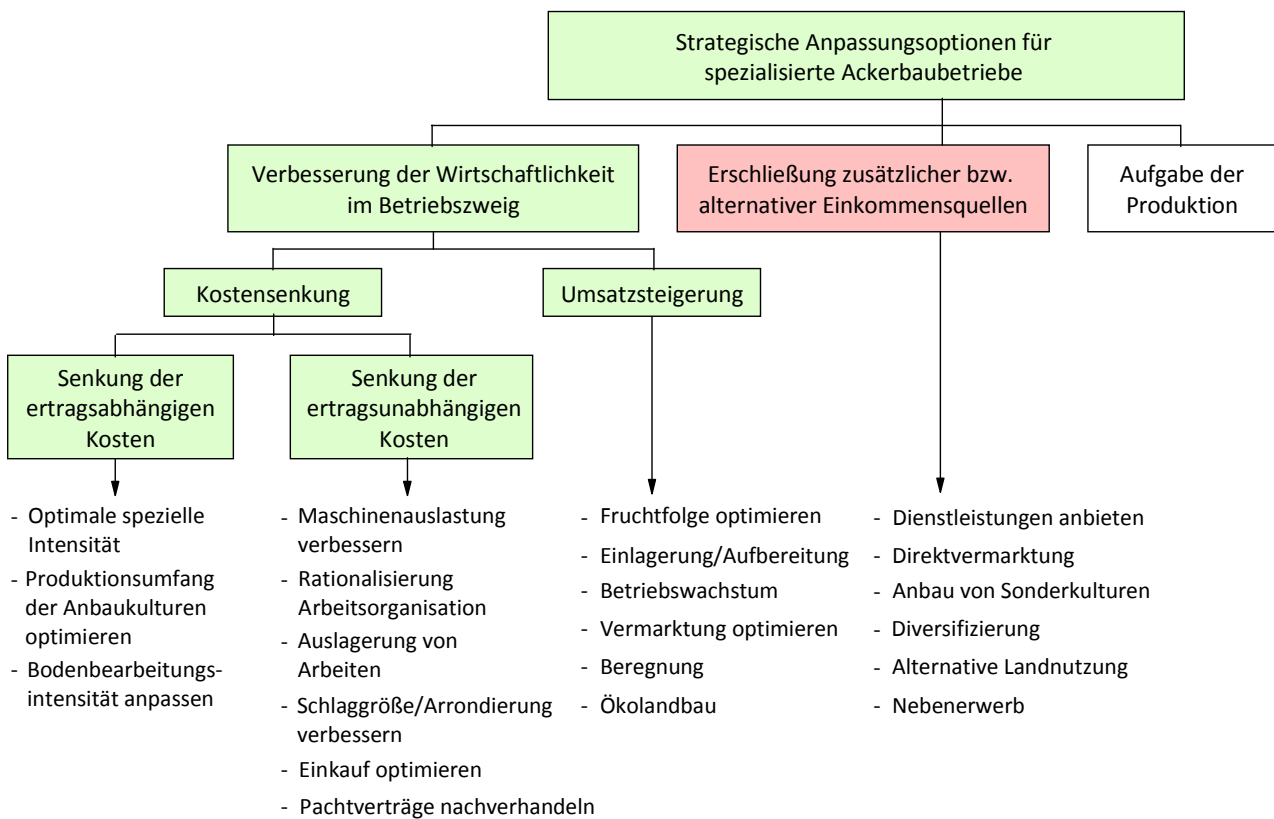 Strategische Anpassungsoptionen für
spezialisierte Ackerbaubetriebe
Verbesserung der Wirtschaftlichkeit
im Betriebszweig
Erschließung zusätzlicher bzw.
alternativer Einkommensquellen
Aufgabe der
Produktion
Kostensenkung
Umsatzsteigerung
Senkung der
ertragsabhängigen
Kosten
Senkung der
ertragsunabhängigen
Kosten
- Optimale spezielle
Intensität
- Produktionsumfang
der Anbaukulturen
optimieren
- Bodenbearbeitungs-
intensität anpassen
- Maschinenauslastung
verbessern
- Rationalisierung
Arbeitsorganisation
- Auslagerung von
Arbeiten
- Schlaggröße/Arrondierung
verbessern
- Einkauf optimieren
- Pachtverträge nachverhandeln
- Fruchtfolge optimieren
- Einlagerung/Aufbereitung
- Betriebswachstum
- Vermarktung optimieren
- Beregnung
- Ökolandbau
- Dienstleistungen anbieten
- Direktvermarktung
- Anbau von Sonderkulturen
- Diversifizierung
- Alternative Landnutzung
- Nebenerwerb